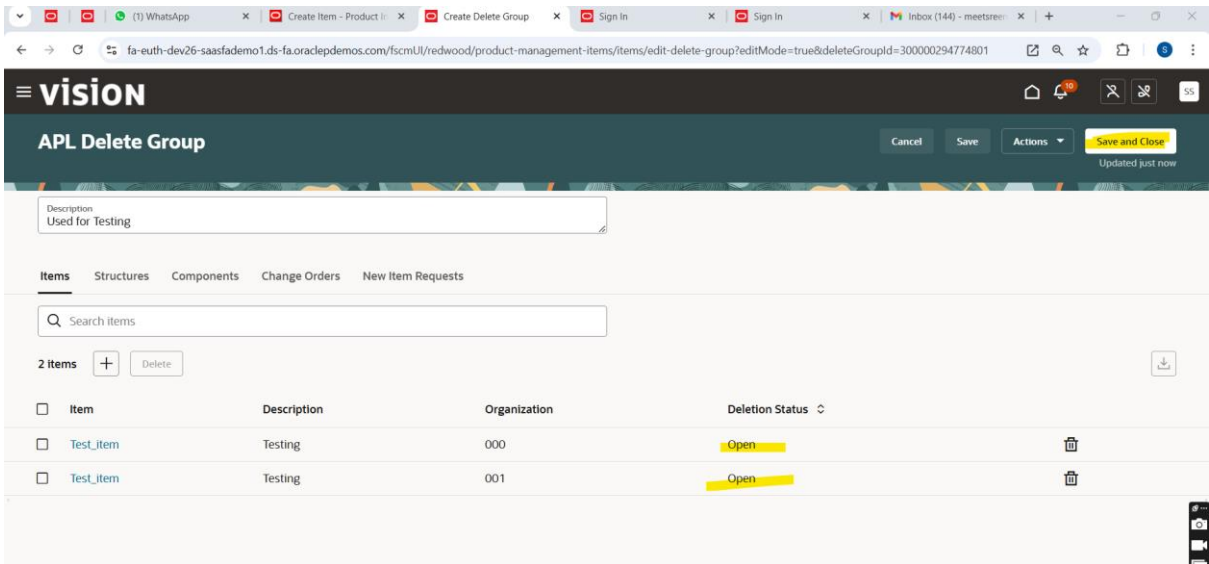 (1) WhatsApp Create Item - Product In Create Delete Group Sign In Sign In Inbox (144) - meetsreer
fa-euth-dev26-saasfademo1.ds-fa.oraclepdemos.com/fscmUI/redwood/product-management-items/items/edit-delete-group?editMode=true&deleteGroupId=300000294774801 S
vision 10 SS
APL Delete Group Cancel Save Actions Save and Close
Updated just now
Description
Used for Testing
Items Structures Components Change Orders New Item Requests
Search items
2 items + Delete
Item Description Organization Deletion Status
Test_item Testing 000 Open
Test_item Testing 001 Open